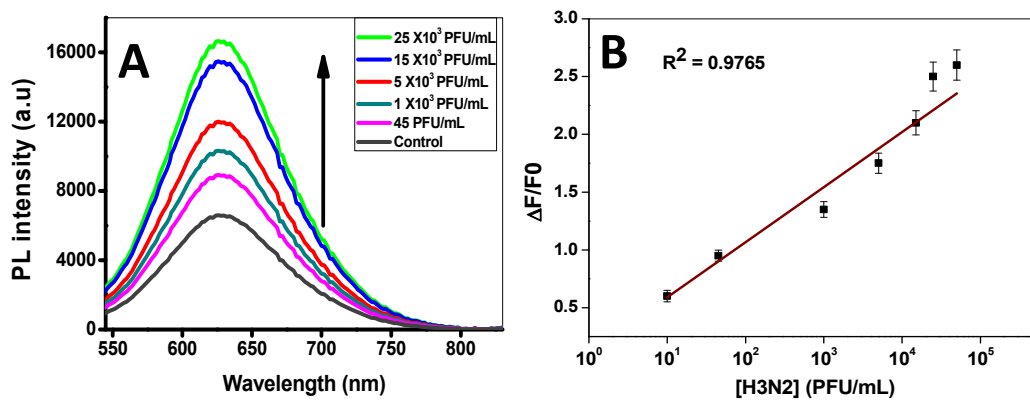 A
PL intensity (a.u)
16000
12000
8000
4000
0
550
600
650
700
750
800
Wavelength (nm)
25 X10³ PFU/mL
15 X10³ PFU/mL
5 X10³ PFU/mL
1 X10³ PFU/mL
45 PFU/mL
Control
B
R² = 0.9765
ΔF/F0
2.5
2.0
1.5
1.0
0.5
10⁰
10¹
10³
10⁴
10⁵
[H3N2] (PFU/mL)